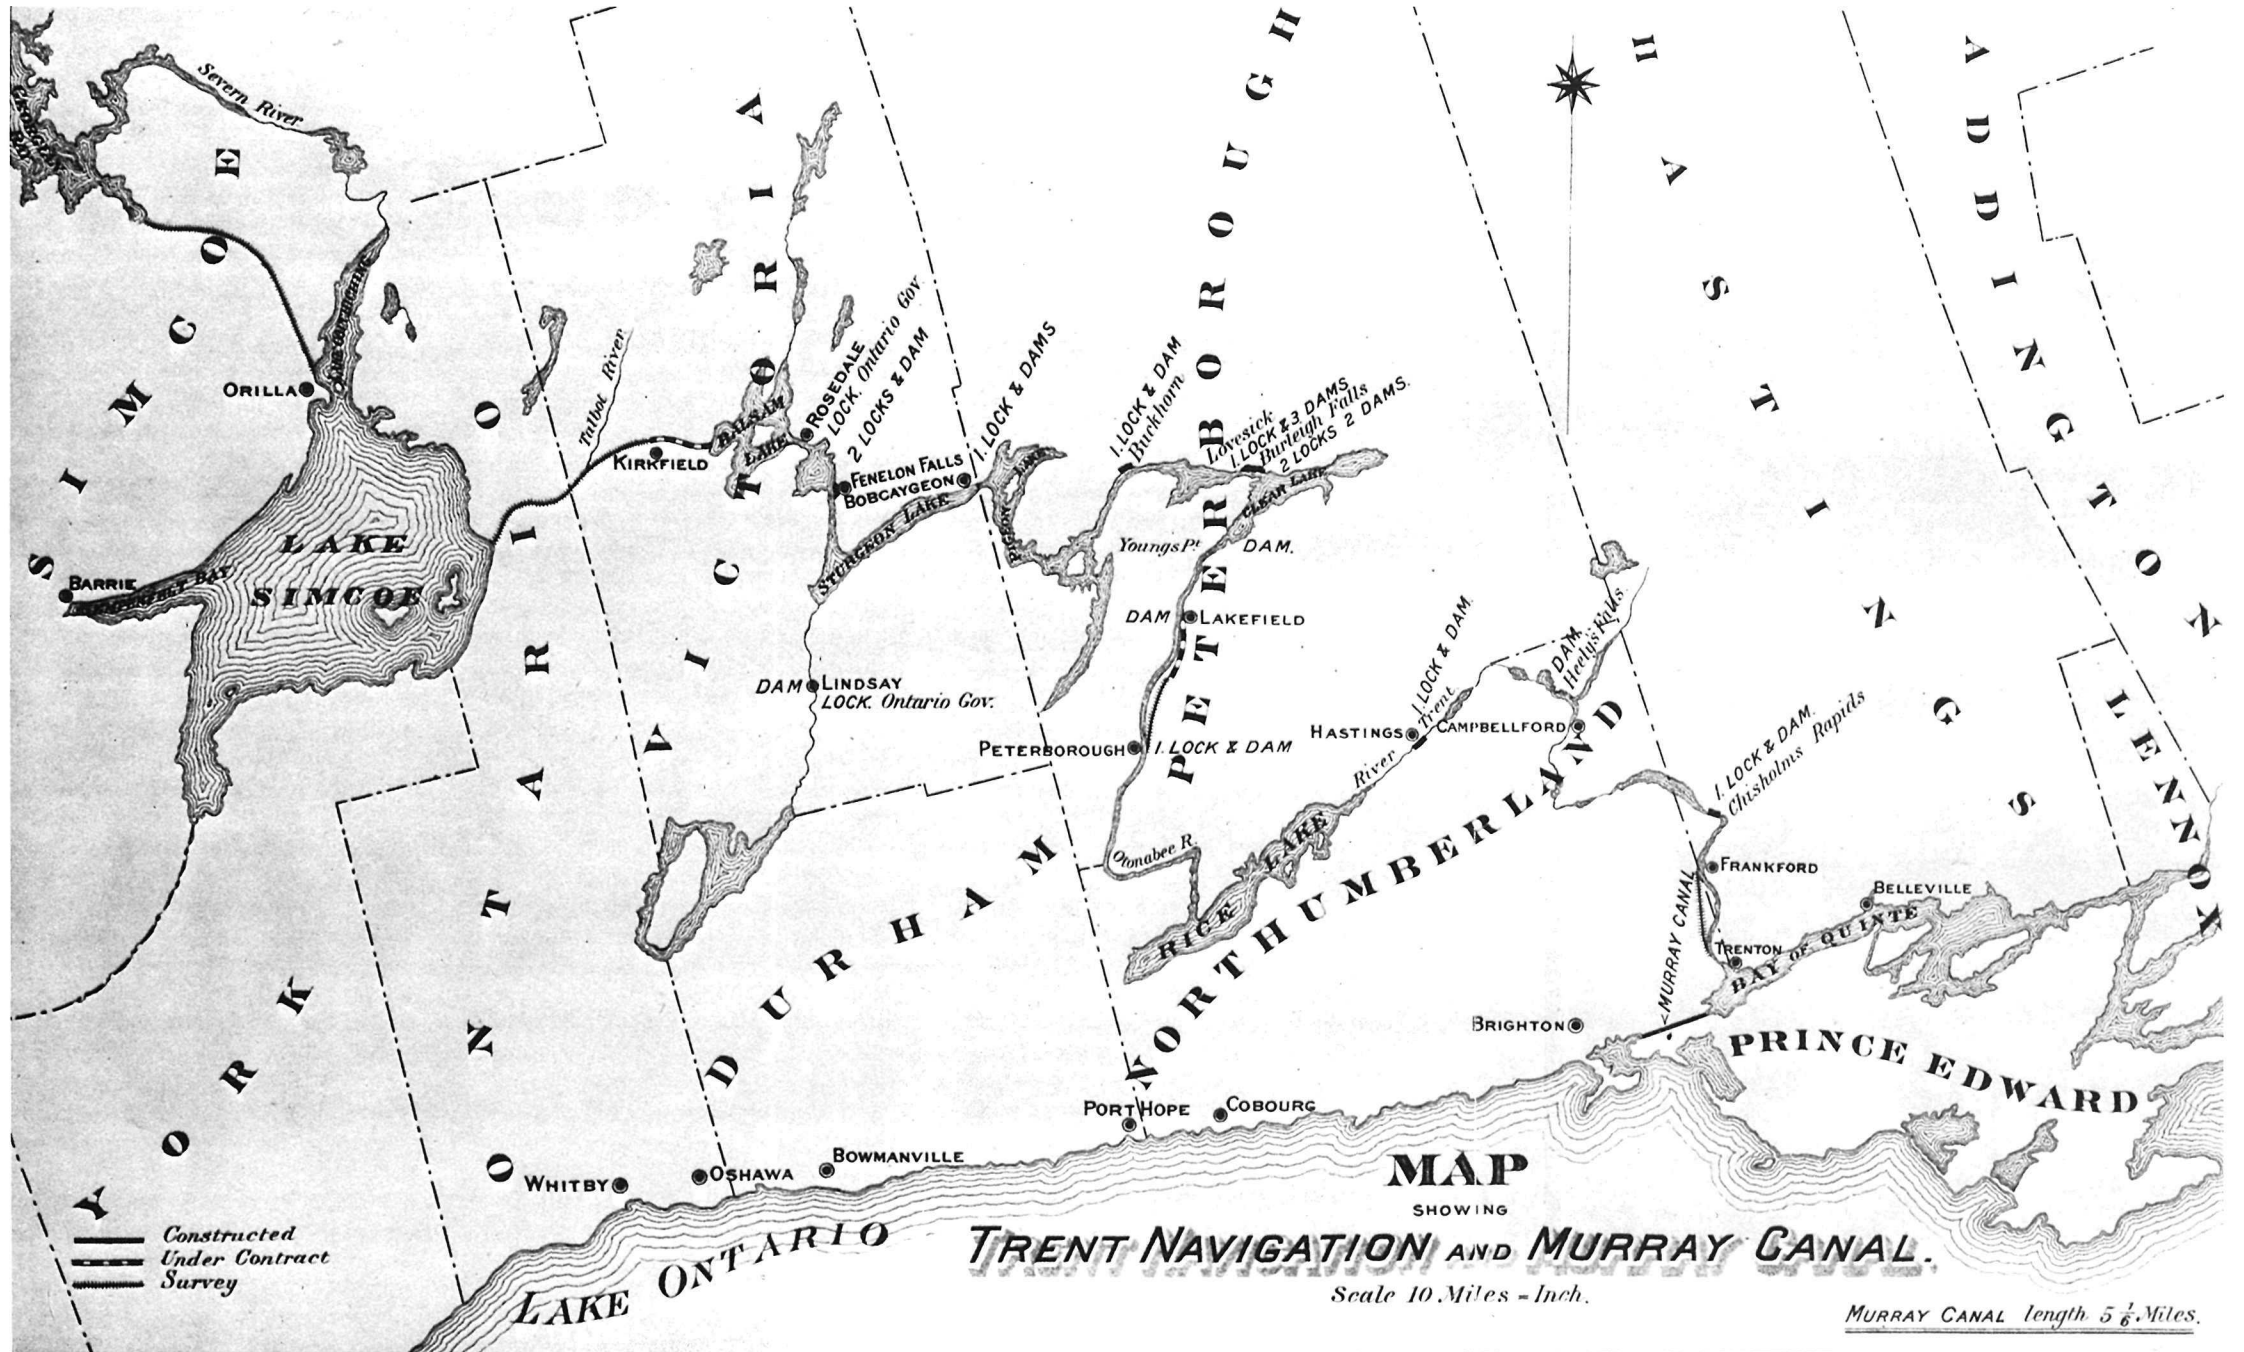 Severn River
SIMCOE
ORILLA
LAKE
SIMCOE
BARRIE
ONTARIO
Talbot River
KIRKFIELD
VICTORIA
BALSAM
LAKE
ROSEDALE
LOCK. Ontario Gov.
2 LOCKS & DAM
FENELON FALLS
BOBCAYGEON
1. LOCK & DAMS
STURGEON LAKE
PIGEON LAKE
1. LOCK & DAM
Buckhorn
PETERBOROUGH
Lovesick
1. LOCK & 3 DAMS
Burleigh Falls
2 LOCKS 2 DAMS.
CLEAR LAKE
Young's Pt. DAM.
DAM LAKEFIELD
DAM LINDSAY
LOCK. Ontario Gov.
PETERBOROUGH 1. LOCK & DAM
Otonabee R.
RICE LAKE
River Trent
HASTINGS
1. LOCK & DAM.
CAMPBELLFORD
DAM
Heely's Falls
HASTINGS
ADDINGTON
LENNOX
1. LOCK & DAM.
Chisholms Rapids
FRANKFORD
BELLEVILLE
TRENTON
BAY OF QUINTE
MURRAY CANAL
BRIGHTON
PRINCE EDWARD
NORTHUMBERLAND
DURHAM
YORK
PORT HOPE
COBOURG
BOWMANVILLE
OSHAWA
WHITBY
LAKE ONTARIO
Constructed
Under Contract
Survey
MAP
SHOWING
TRENT NAVIGATION AND MURRAY CANAL.
Scale 10 Miles = Inch.
MURRAY CANAL length 5 1/6 Miles.